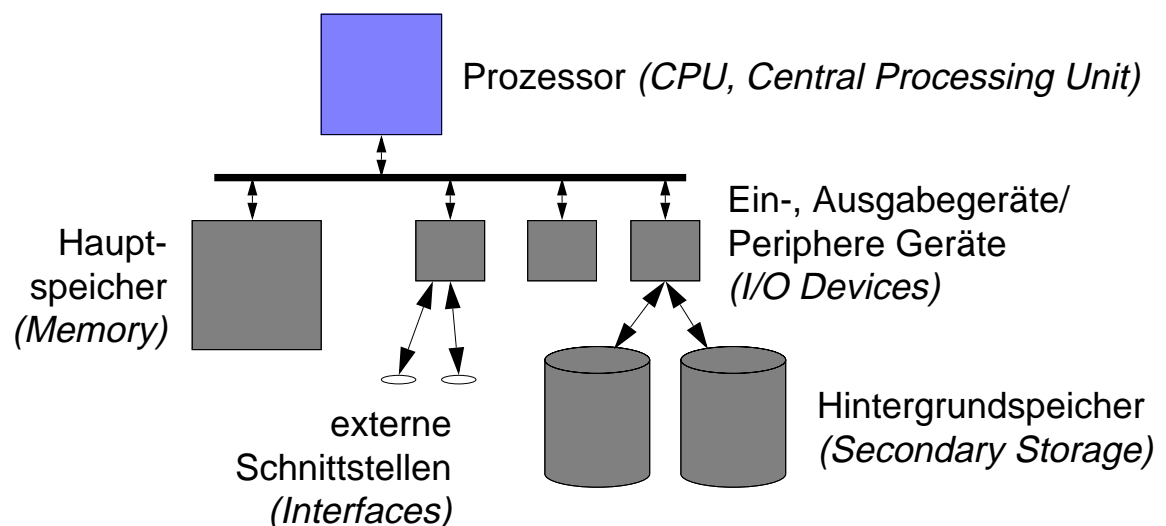 Prozessor (CPU, Central Processing Unit)
Ein-, Ausgabegeräte/
Periphere Geräte
(I/O Devices)
Haupt-
speicher
(Memory)
externe
Schnittstellen
(Interfaces)
Hintergrundspeicher
(Secondary Storage)